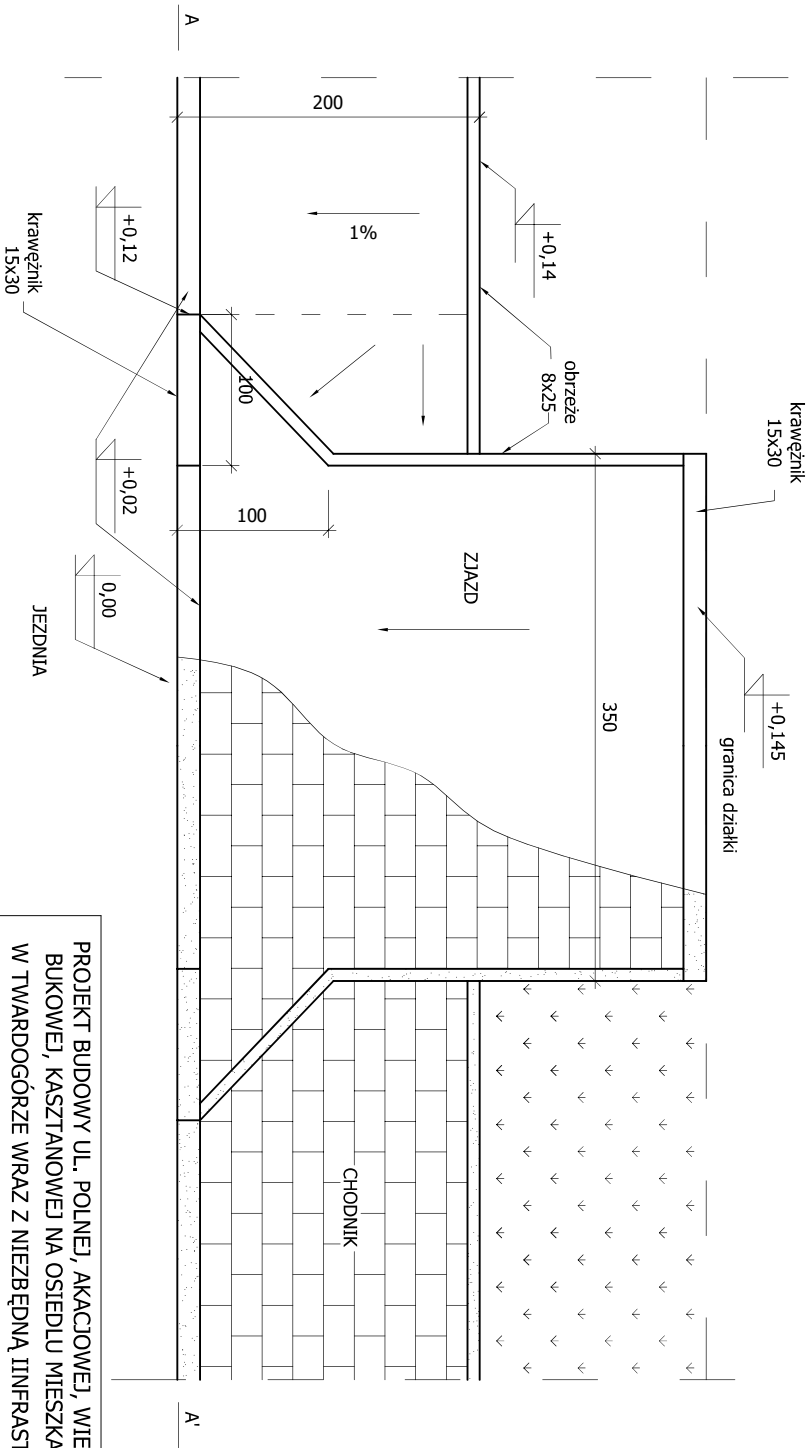 krawężnik
15x30
+0,145
granica działki
+0,14
obrzeże
8x25
350
200
1%
ZJAZD
100
100
CHODNIK
+0,12
+0,02
0,00
krawężnik
15x30
JEZDNIA
A
A'
PROJEKT BUDOWY UL. POLNEJ, AKACJOWEJ, WIE
BUKOWEJ, KASZTANOWEJ NA OSIEDLU MIESZKA
W TWARDOGÓRZE WRAZ Z NIEZBĘDNĄ IINFRAST